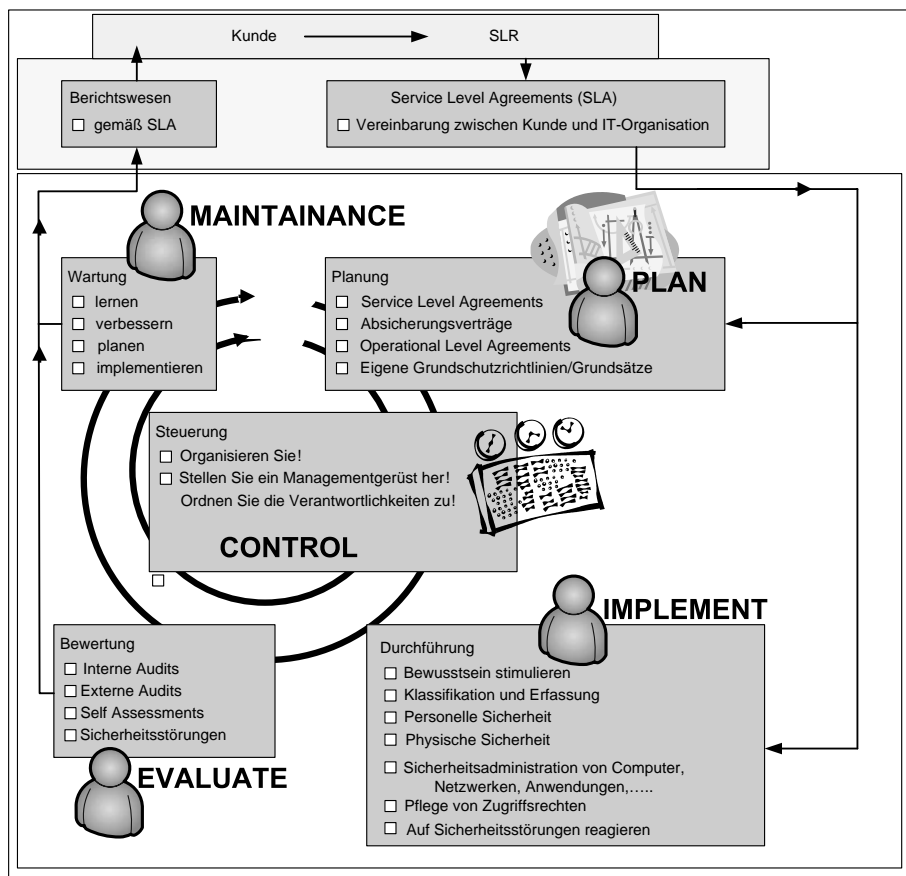 Kunde SLR
Berichtswesen
gemäß SLA
Service Level Agreements (SLA)
Vereinbarung zwischen Kunde und IT-Organisation
MAINTAINANCE
Wartung
lernen
verbessern
planen
implementieren
PLAN
Planung
Service Level Agreements
Absicherungsverträge
Operational Level Agreements
Eigene Grundschutzrichtlinien/Grundsätze
Steuerung
Organisieren Sie!
Stellen Sie ein Managementgerüst her!
Ordnen Sie die Verantwortlichkeiten zu!
CONTROL
Bewertung
Interne Audits
Externe Audits
Self Assessments
Sicherheitsstörungen
EVALUATE
IMPLEMENT
Durchführung
Bewusstsein stimulieren
Klassifikation und Erfassung
Personelle Sicherheit
Physische Sicherheit
Sicherheitsadministration von Computer,
Netzwerken, Anwendungen,.....
Pflege von Zugriffsrechten
Auf Sicherheitsstörungen reagieren